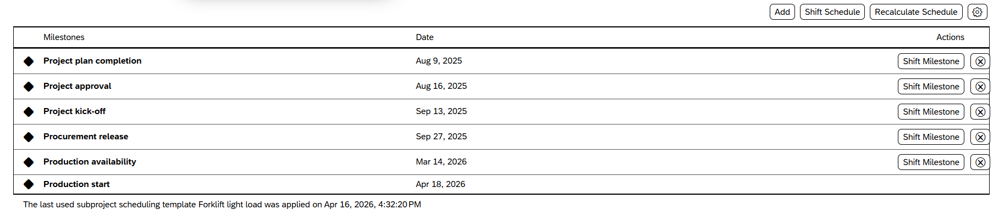 Add Shift Schedule Recalculate Schedule
Milestones Date Actions
Project plan completion Aug 9, 2025 Shift Milestone
Project approval Aug 16, 2025 Shift Milestone
Project kick-off Sep 13, 2025 Shift Milestone
Procurement release Sep 27, 2025 Shift Milestone
Production availability Mar 14, 2026 Shift Milestone
Production start Apr 18, 2026
The last used subproject scheduling template Forklift light load was applied on Apr 16, 2026, 4:32:20 PM